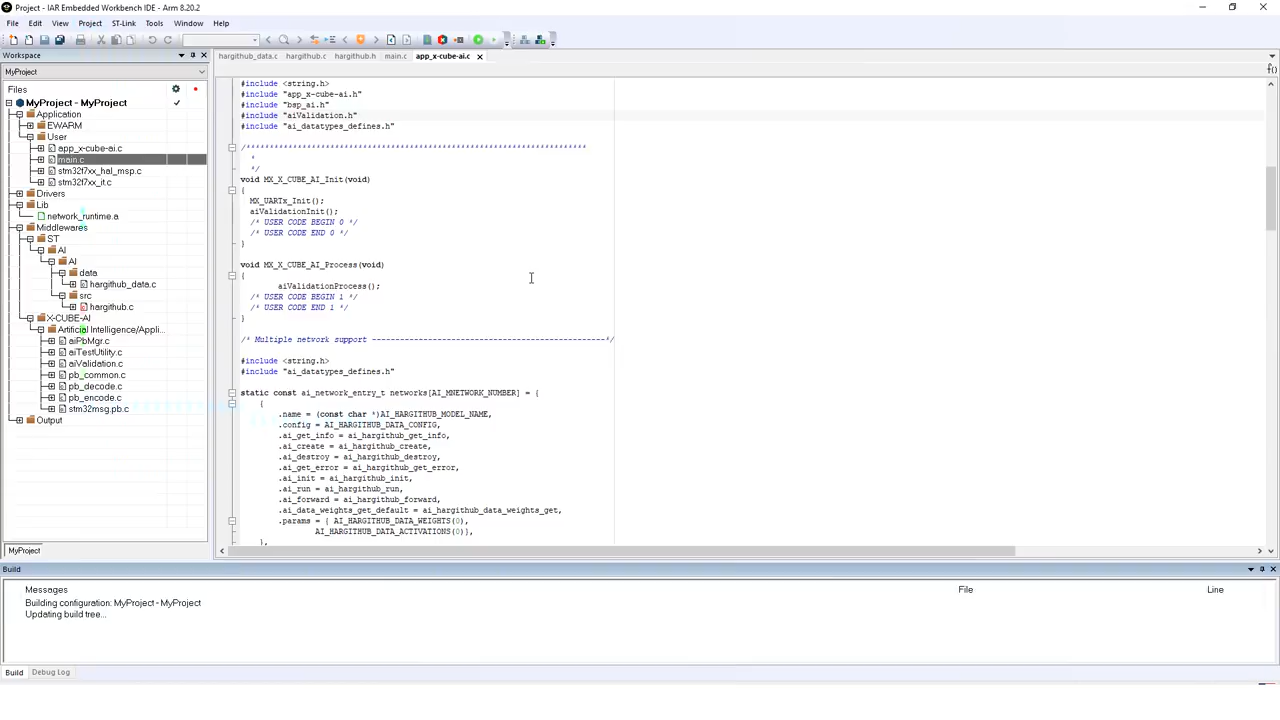 Project - IAR Embedded Workbench IDE - Arm 8.20.2
File Edit View Project ST-Link Tools Window Help
Workspace
MyProject
Files
MyProject - MyProject
Application
EWARM
User
app_x-cube-ai.c
main.c
stm32f7xx_hal_msp.c
stm32f7xx_it.c
Drivers
Lib
network_runtime.a
Middlewares
ST
AI
AI
data
hargithub_data.c
src
hargithub.c
X-CUBE-AI
Artificial Intelligence/Appli...
aiPbMgr.c
aiTestUtility.c
aiValidation.c
pb_common.c
pb_decode.c
pb_encode.c
stm32msg.pb.c
Output
MyProject
hargithub_data.c hargithub.c hargithub.h main.c app_x-cube-ai.c
f()
#include <string.h>
#include "app_x-cube-ai.h"
#include "bsp_ai.h"
#include "aiValidation.h"
#include "ai_datatypes_defines.h"
/*************************************************************************
*
*/
void MX_X_CUBE_AI_Init(void)
{
MX_UARTx_Init();
aiValidationInit();
/* USER CODE BEGIN 0 */
/* USER CODE END 0 */
}
void MX_X_CUBE_AI_Process(void)
{
aiValidationProcess();
/* USER CODE BEGIN 1 */
/* USER CODE END 1 */
}
/* Multiple network support --------------------------------------------------*/
#include <string.h>
#include "ai_datatypes_defines.h"
static const ai_network_entry_t networks[AI_MNETWORK_NUMBER] = {
{
.name = (const char *)AI_HARGITHUB_MODEL_NAME,
.config = AI_HARGITHUB_DATA_CONFIG,
.ai_get_info = ai_hargithub_get_info,
.ai_create = ai_hargithub_create,
.ai_destroy = ai_hargithub_destroy,
.ai_get_error = ai_hargithub_get_error,
.ai_init = ai_hargithub_init,
.ai_run = ai_hargithub_run,
.ai_forward = ai_hargithub_forward,
.ai_data_weights_get_default = ai_hargithub_data_weights_get,
.params = { AI_HARGITHUB_DATA_WEIGHTS(0),
AI_HARGITHUB_DATA_ACTIVATIONS(0)},
},
Build
Messages File Line
Building configuration: MyProject - MyProject
Updating build tree...
Build Debug Log